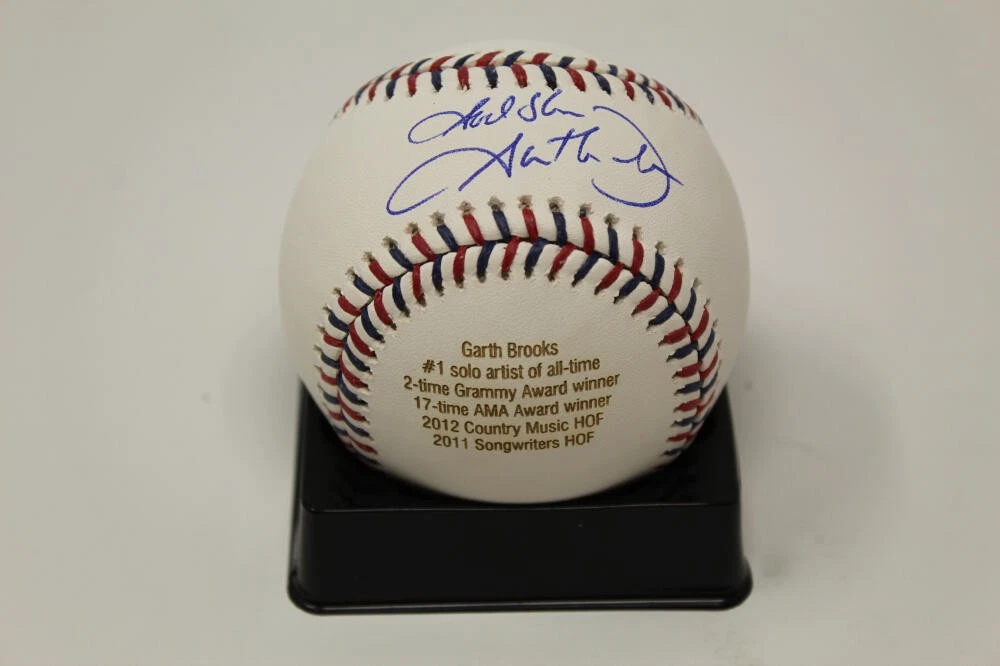 Garth Brooks
#1 solo artist of all-time
2-time Grammy Award winner
17-time AMA Award winner
2012 Country Music HOF
2011 Songwriters HOF